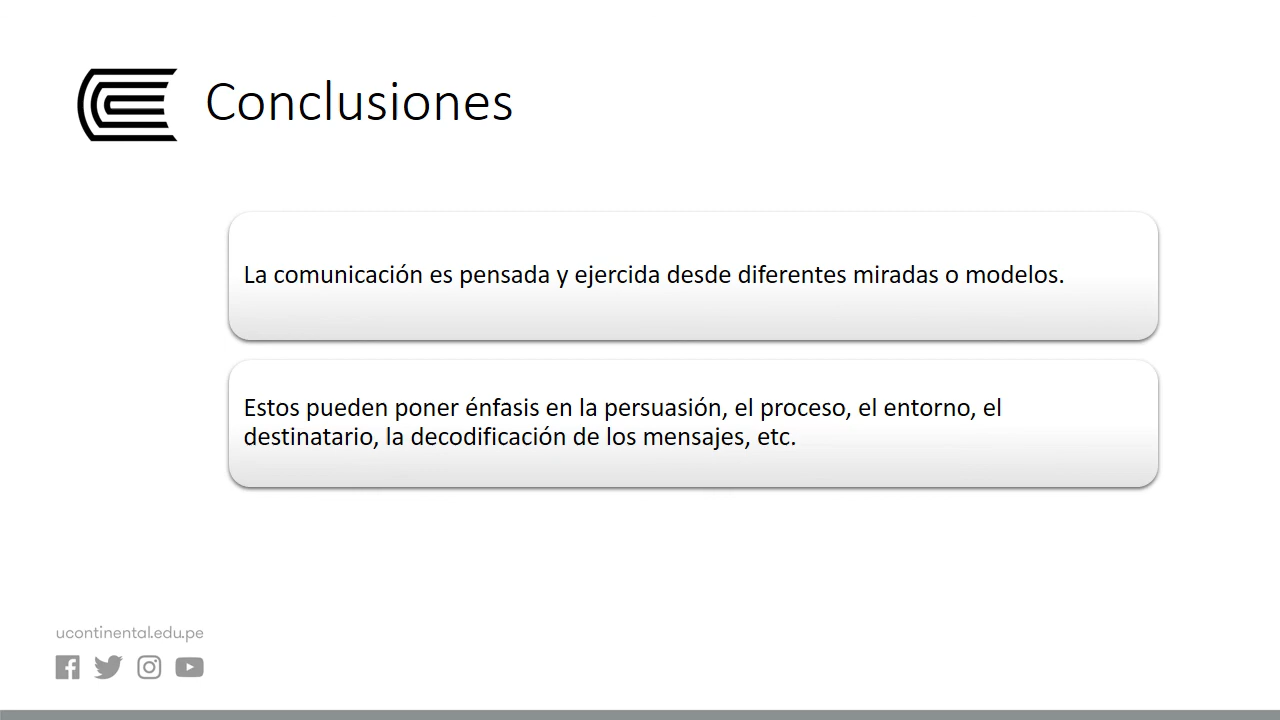 Conclusiones
La comunicación es pensada y ejercida desde diferentes miradas o modelos.
Estos pueden poner énfasis en la persuasión, el proceso, el entorno, el
destinatario, la decodificación de los mensajes, etc.
ucontinental.edu.pe